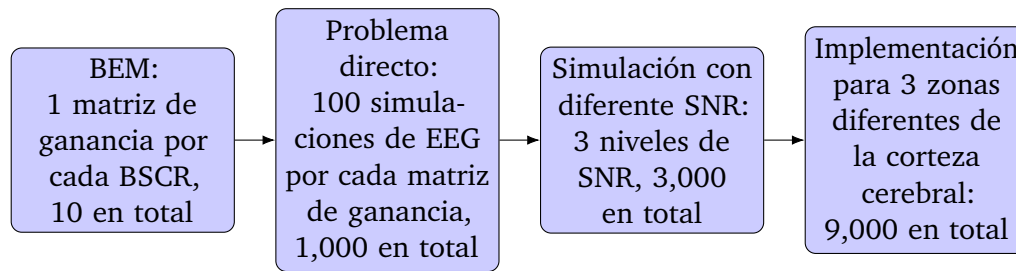 BEM:
1 matriz de
ganancia por
cada BSCR,
10 en total
Problema
directo:
100 simula-
ciones de EEG
por cada matriz
de ganancia,
1,000 en total
Simulación con
diferente SNR:
3 niveles de
SNR, 3,000
en total
Implementación
para 3 zonas
diferentes de
la corteza
cerebral:
9,000 en total